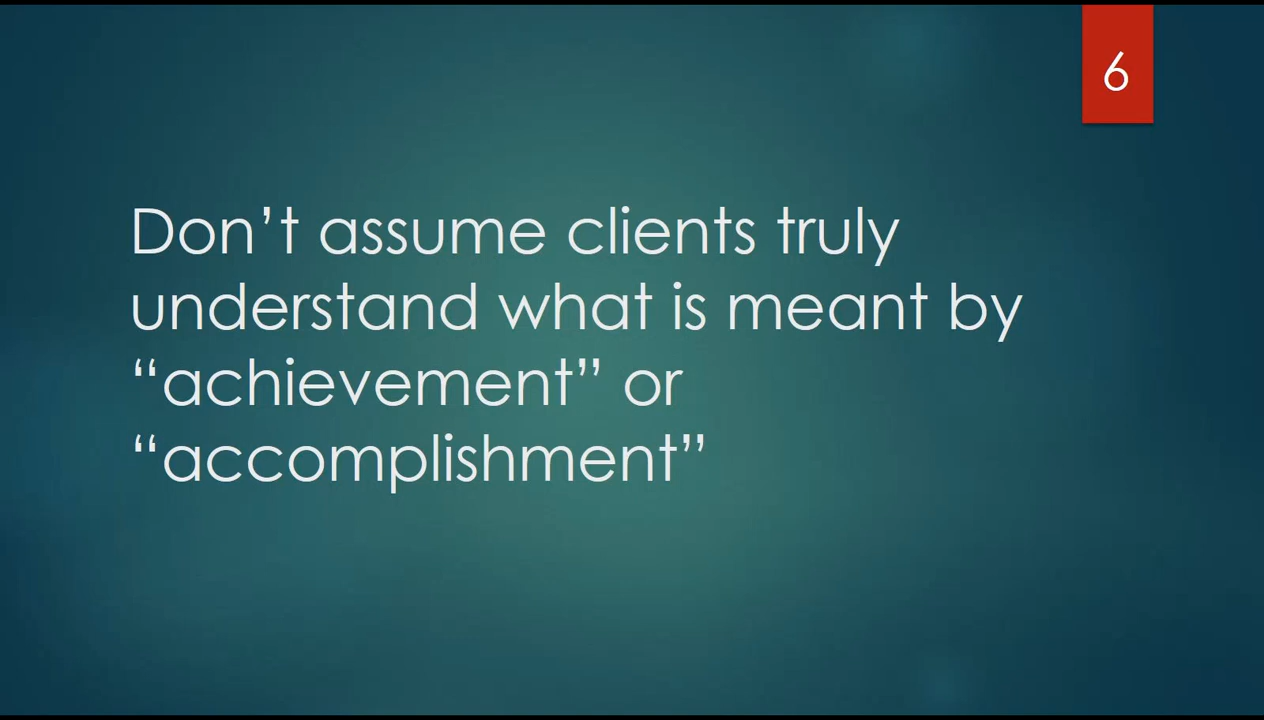 6
Don’t assume clients truly
understand what is meant by
“achievement” or
“accomplishment”